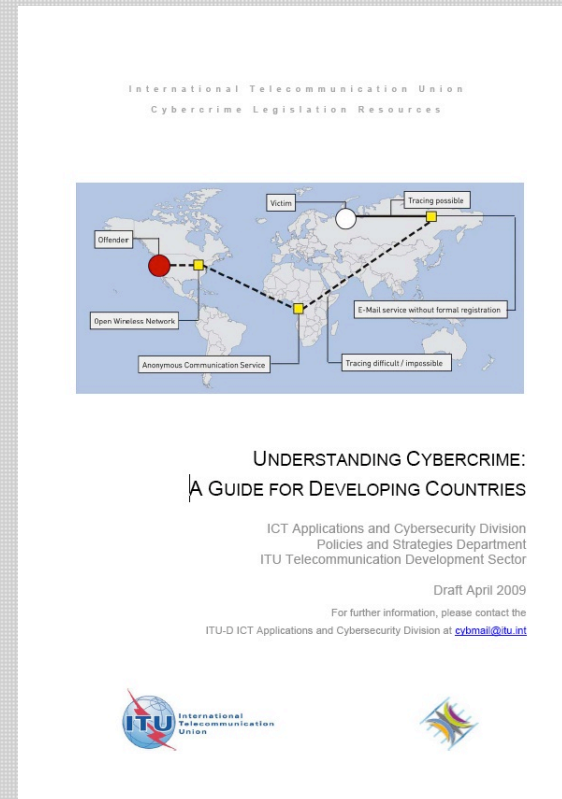 International Telecommunication Union
Cybercrime Legislation Resources
Victim
Tracing possible
Offender
Open Wireless Network
E-Mail service without formal registration
Anonymous Communication Service
Tracing difficult / impossible
UNDERSTANDING CYBERCRIME:
A GUIDE FOR DEVELOPING COUNTRIES
ICT Applications and Cybersecurity Division
Policies and Strategies Department
ITU Telecommunication Development Sector
Draft April 2009
For further information, please contact the
ITU-D ICT Applications and Cybersecurity Division at cybmail@itu.int
ITU
International
Telecommunication
Union